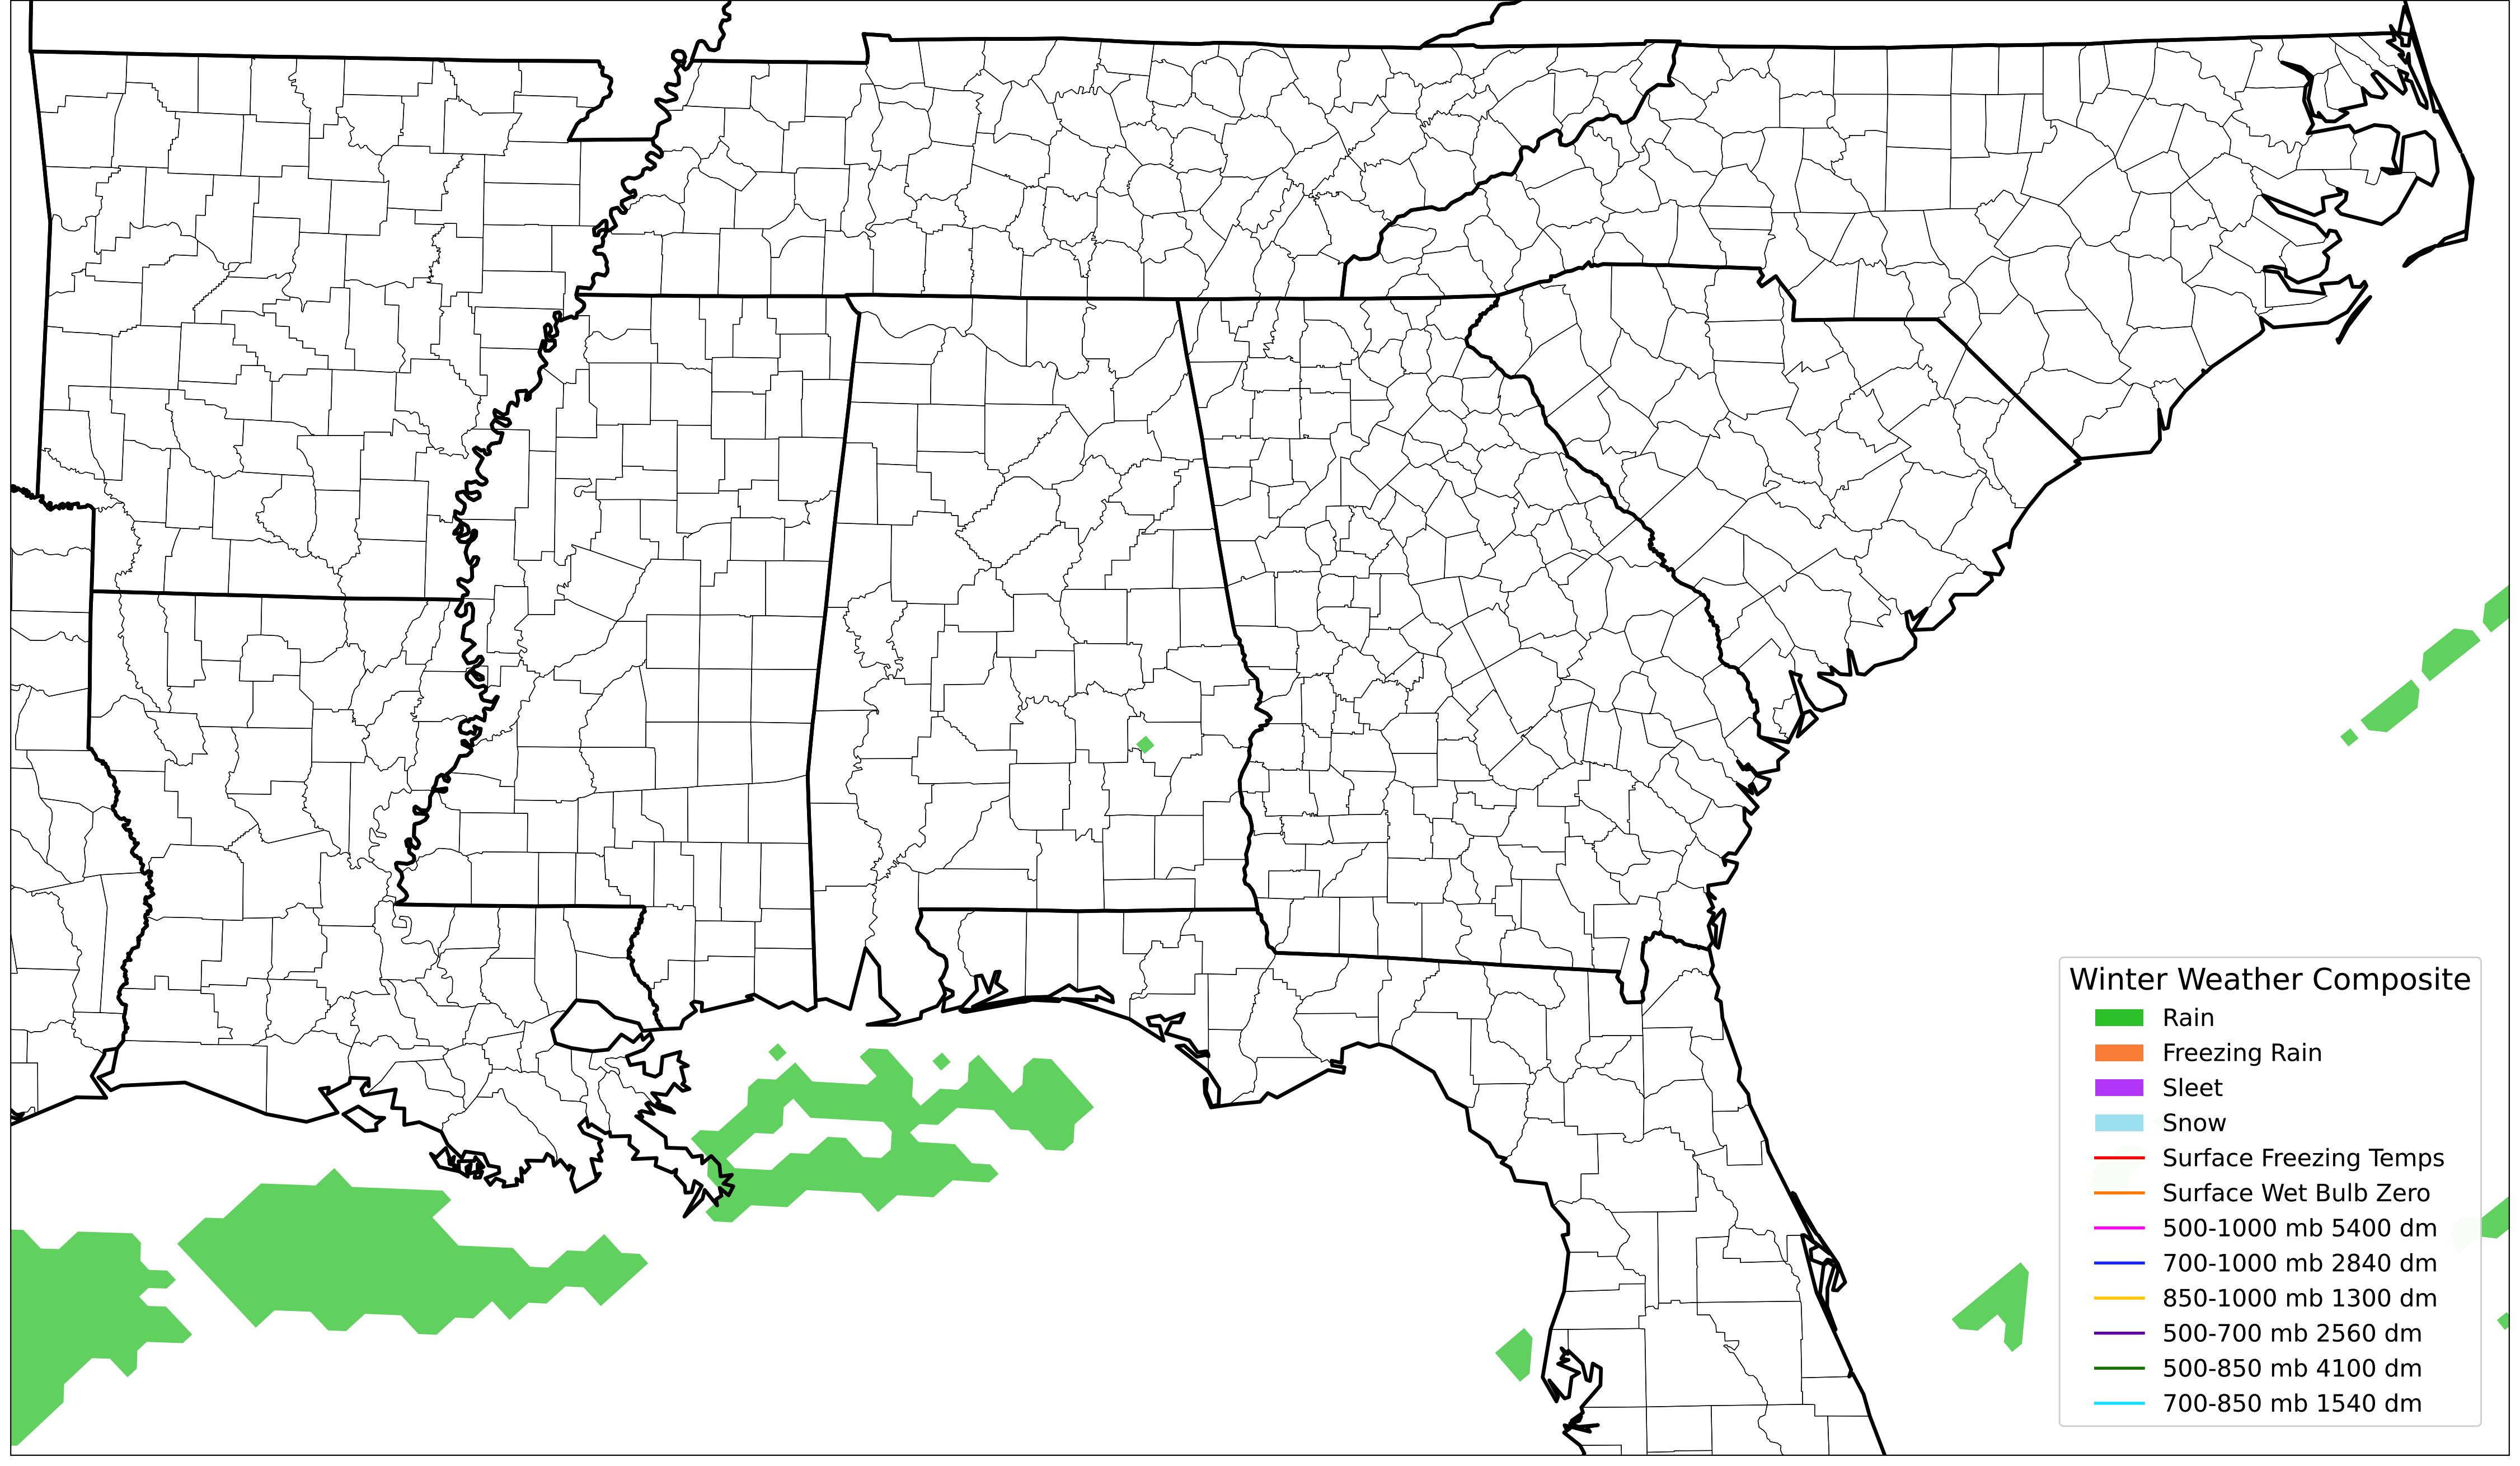 Winter Weather Composite
Rain
Freezing Rain
Sleet
Snow
Surface Freezing Temps
Surface Wet Bulb Zero
500-1000 mb 5400 dm
700-1000 mb 2840 dm
850-1000 mb 1300 dm
500-700 mb 2560 dm
500-850 mb 4100 dm
700-850 mb 1540 dm